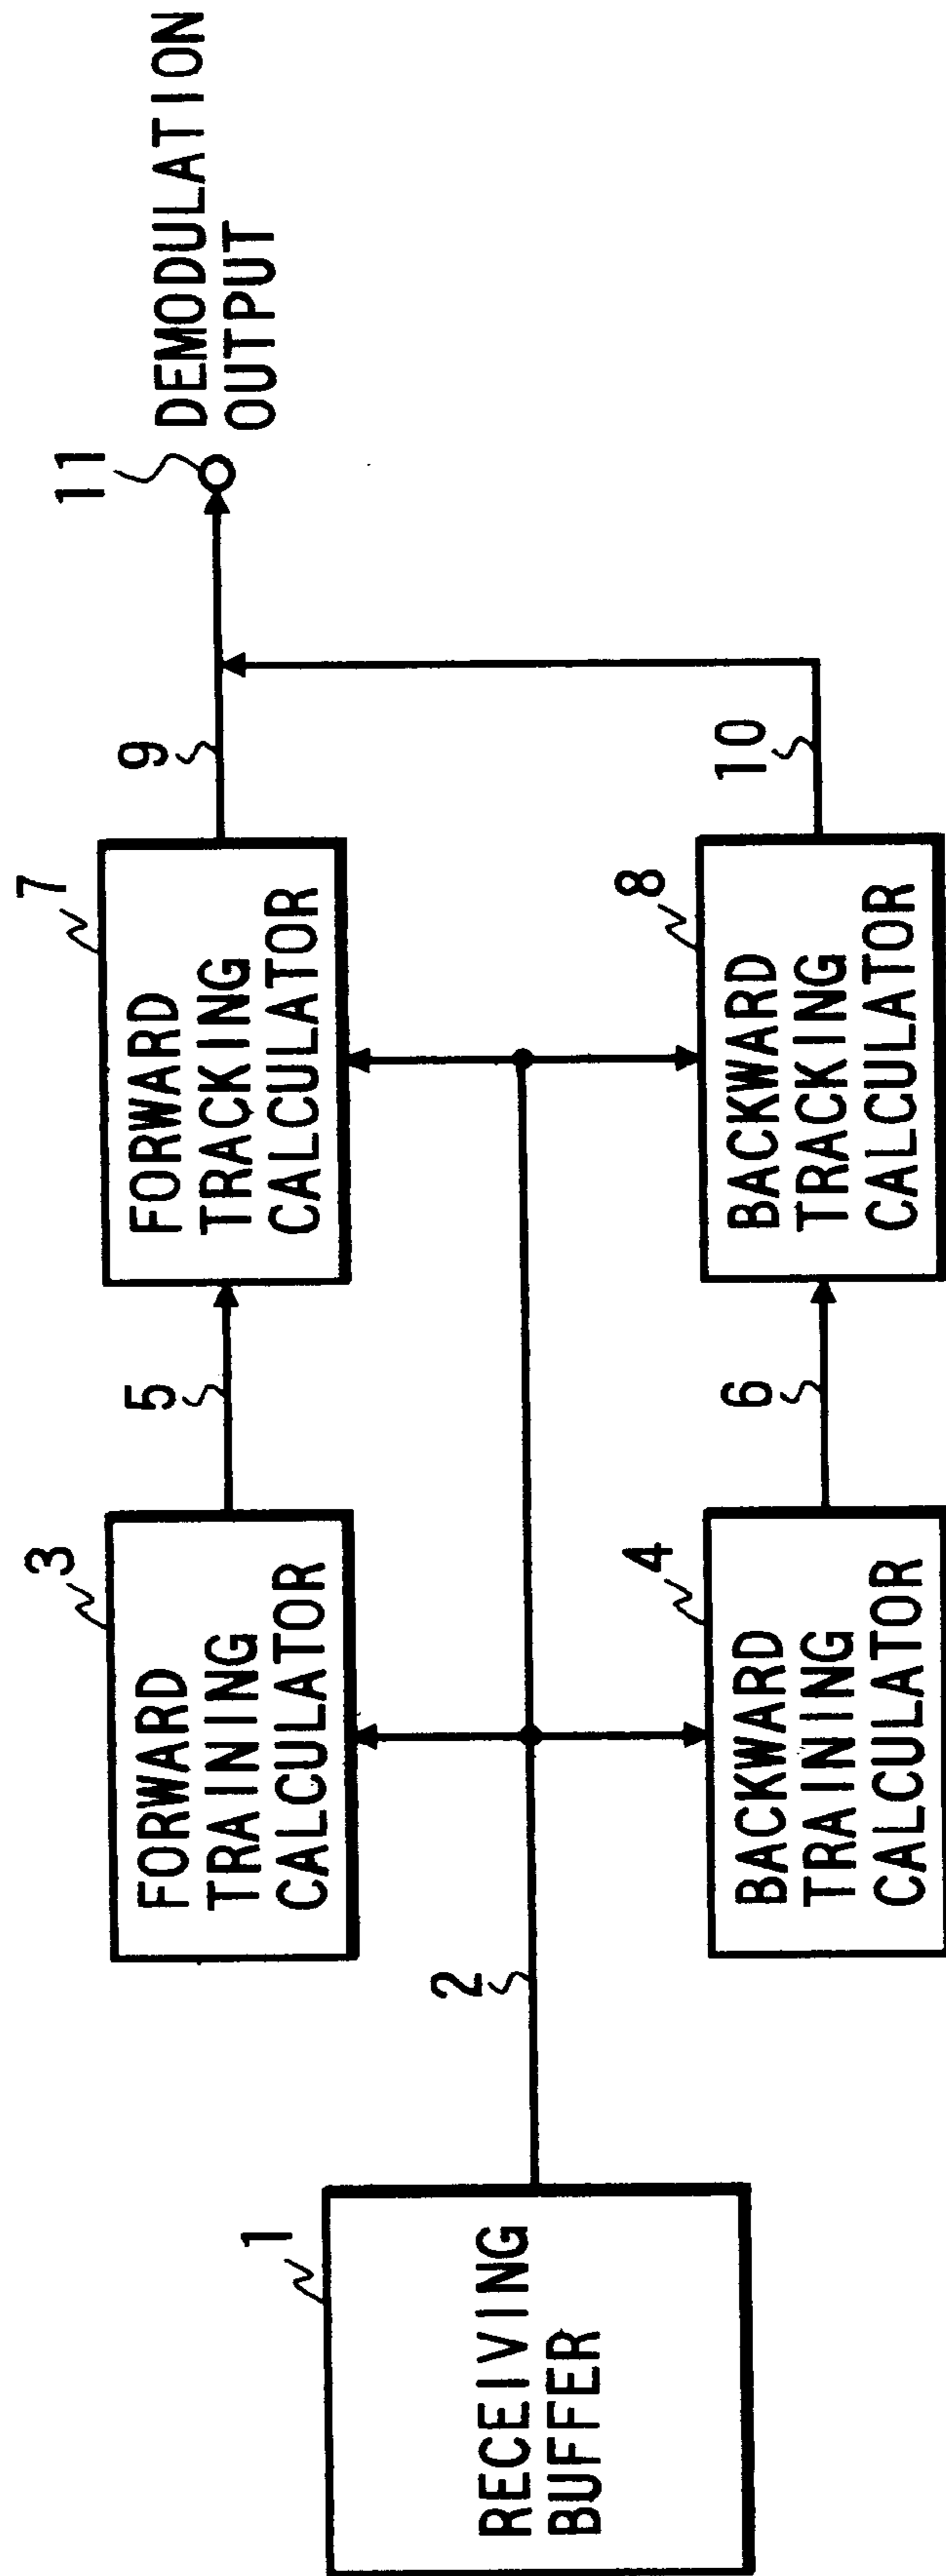 1
RECEIVING
BUFFER
2
3
FORWARD
TRAINING
CALCULATOR
4
BACKWARD
TRAINING
CALCULATOR
5
6
7
FORWARD
TRACKING
CALCULATOR
8
BACKWARD
TRACKING
CALCULATOR
9
10
11
DEMODULATION
OUTPUT